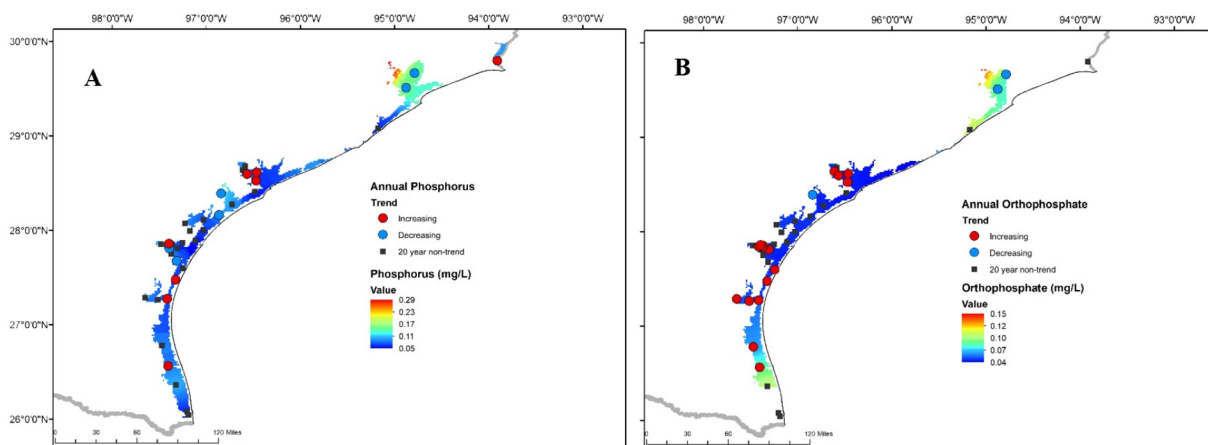 98°0'0"W 97°0'0"W 96°0'0"W 95°0'0"W 94°0'0"W 93°0'0"W
30°0'0"N
A
29°0'0"N
Annual Phosphorus
Trend
Increasing
28°0'0"N
Decreasing
20 year non-trend
Phosphorus (mg/L)
Value
0.29
0.23
0.17
27°0'0"N
0.11
0.05
26°0'0"N
0 30 60 120 Miles
98°0'0"W 97°0'0"W 96°0'0"W 95°0'0"W 94°0'0"W 93°0'0"W
B
Annual Orthophosphate
Trend
Increasing
Decreasing
20 year non-trend
Orthophosphate (mg/L)
Value
0.15
0.12
0.10
0.07
0.04
0 30 60 120 Miles